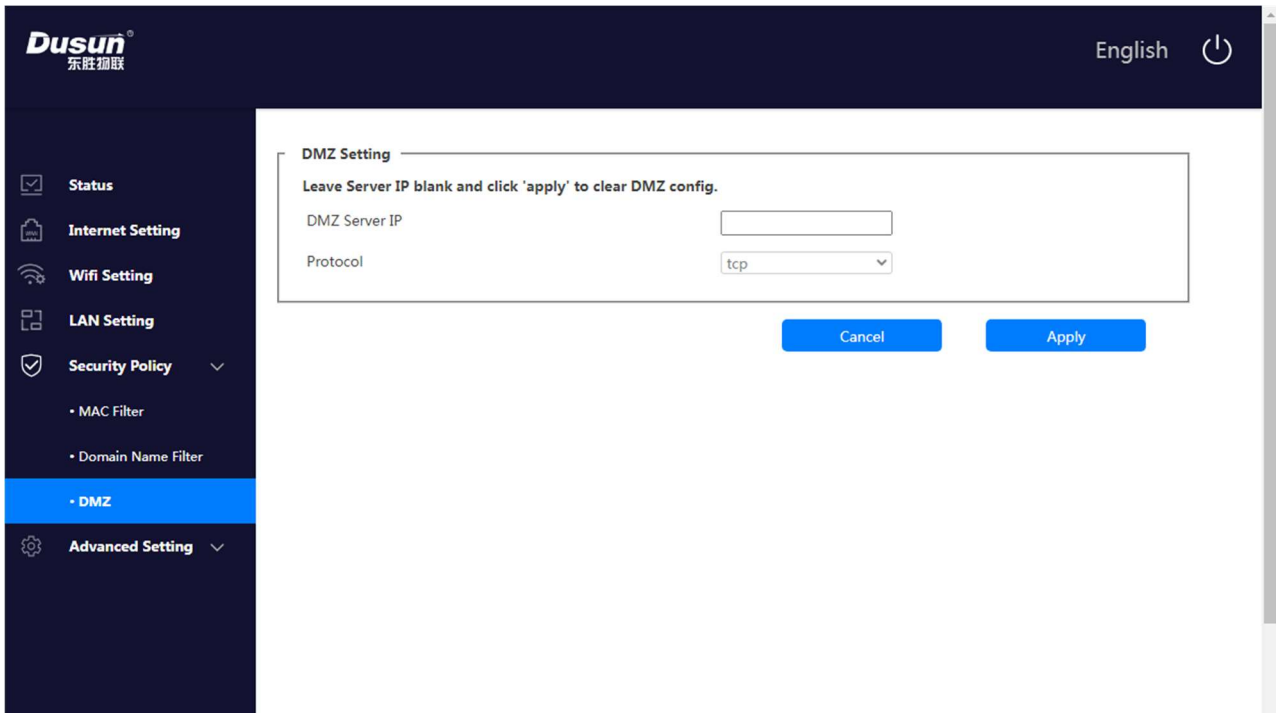 Dusun®
东胜物联
English
Status
Internet Setting
Wifi Setting
LAN Setting
Security Policy
• MAC Filter
• Domain Name Filter
• DMZ
Advanced Setting
DMZ Setting
Leave Server IP blank and click 'apply' to clear DMZ config.
DMZ Server IP
Protocol
tcp
Cancel
Apply